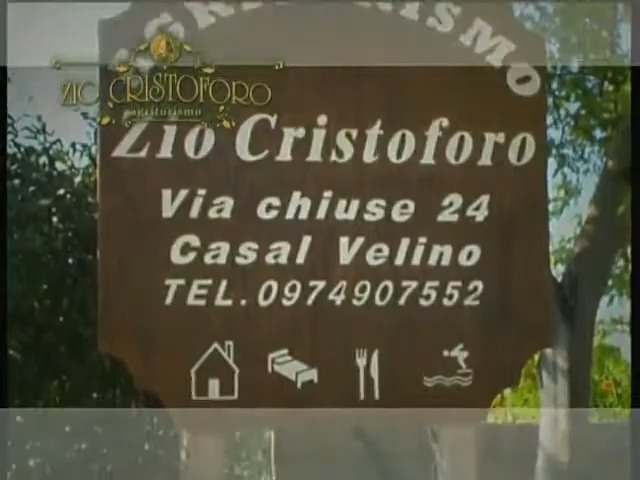 AGRITURISMO
ZIO CRISTOFORO
agriturismo
Zio Cristoforo
Via chiuse 24
Casal Velino
TEL. 0974907552